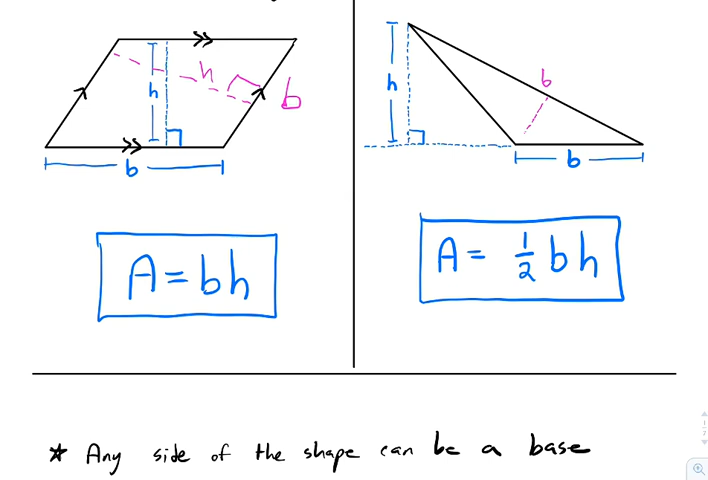 h
h
b
b
A = bh
h
b
b
A = 1/2 bh
* Any side of the shape can be a base